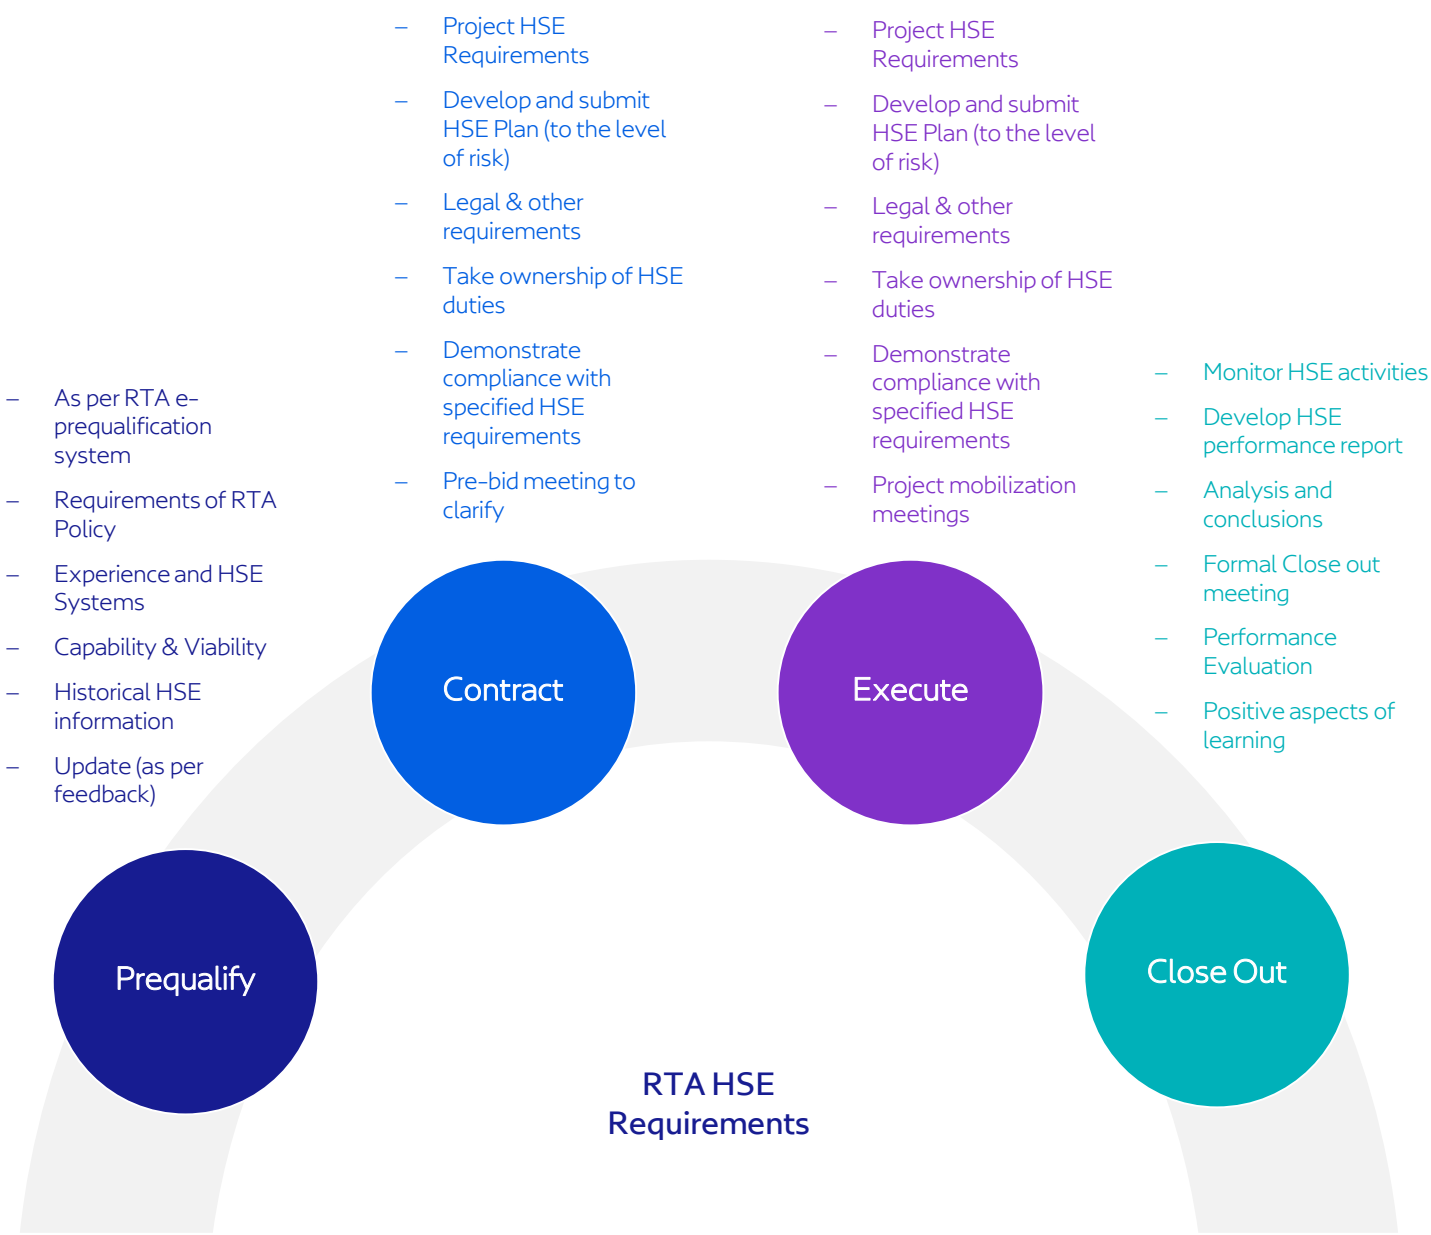 – As per RTA e-
prequalification
system
– Requirements of RTA
Policy
– Experience and HSE
Systems
– Capability & Viability
– Historical HSE
information
– Update (as per
feedback)
Prequalify
– Project HSE
Requirements
– Develop and submit
HSE Plan (to the level
of risk)
– Legal & other
requirements
– Take ownership of HSE
duties
– Demonstrate
compliance with
specified HSE
requirements
– Pre-bid meeting to
clarify
Contract
– Project HSE
Requirements
– Develop and submit
HSE Plan (to the level
of risk)
– Legal & other
requirements
– Take ownership of HSE
duties
– Demonstrate
compliance with
specified HSE
requirements
– Project mobilization
meetings
Execute
– Monitor HSE activities
– Develop HSE
performance report
– Analysis and
conclusions
– Formal Close out
meeting
– Performance
Evaluation
– Positive aspects of
learning
Close Out
RTA HSE
Requirements